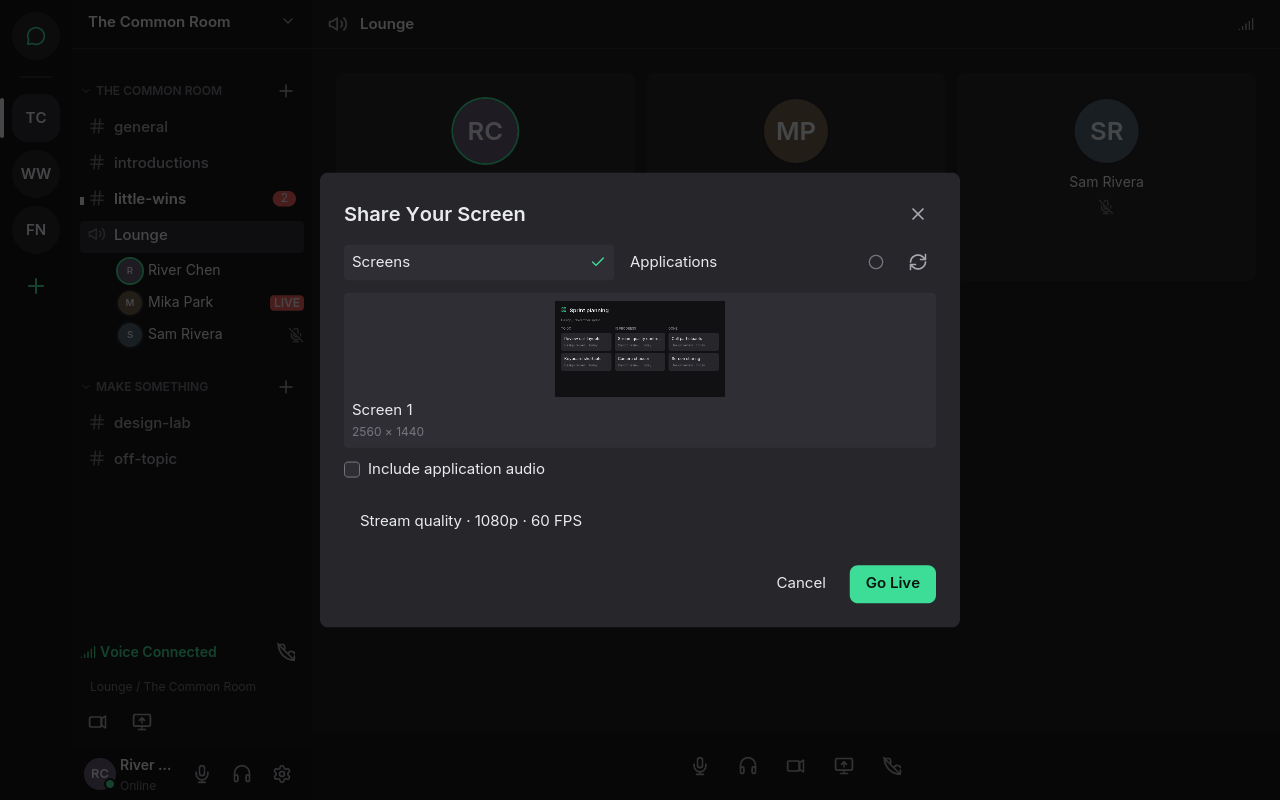 The Common Room
Lounge
TC
WW
FN
THE COMMON ROOM
general
introductions
little-wins
2
Lounge
R
River Chen
M
Mika Park
LIVE
S
Sam Rivera
MAKE SOMETHING
design-lab
off-topic
Voice Connected
Lounge / The Common Room
RC
River ...
Online
RC
MP
SR
Sam Rivera
Share Your Screen
Screens
Applications
Sprint planning
Screen 1
2560 × 1440
Include application audio
Stream quality · 1080p · 60 FPS
Cancel
Go Live